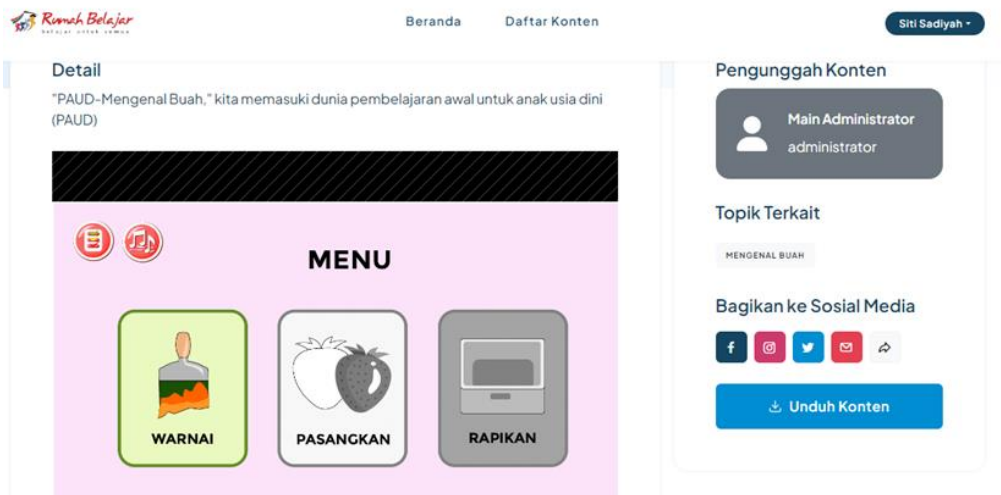 Rumah Belajar
belajar untuk semua
Beranda
Daftar Konten
Siti Sadiyah
Detail
"PAUD-Mengenal Buah," kita memasuki dunia pembelajaran awal untuk anak usia dini
(PAUD)
MENU
WARNAI
PASANGKAN
RAPIKAN
Pengunggah Konten
Main Administrator
administrator
Topik Terkait
MENGENAL BUAH
Bagikan ke Sosial Media
Unduh Konten